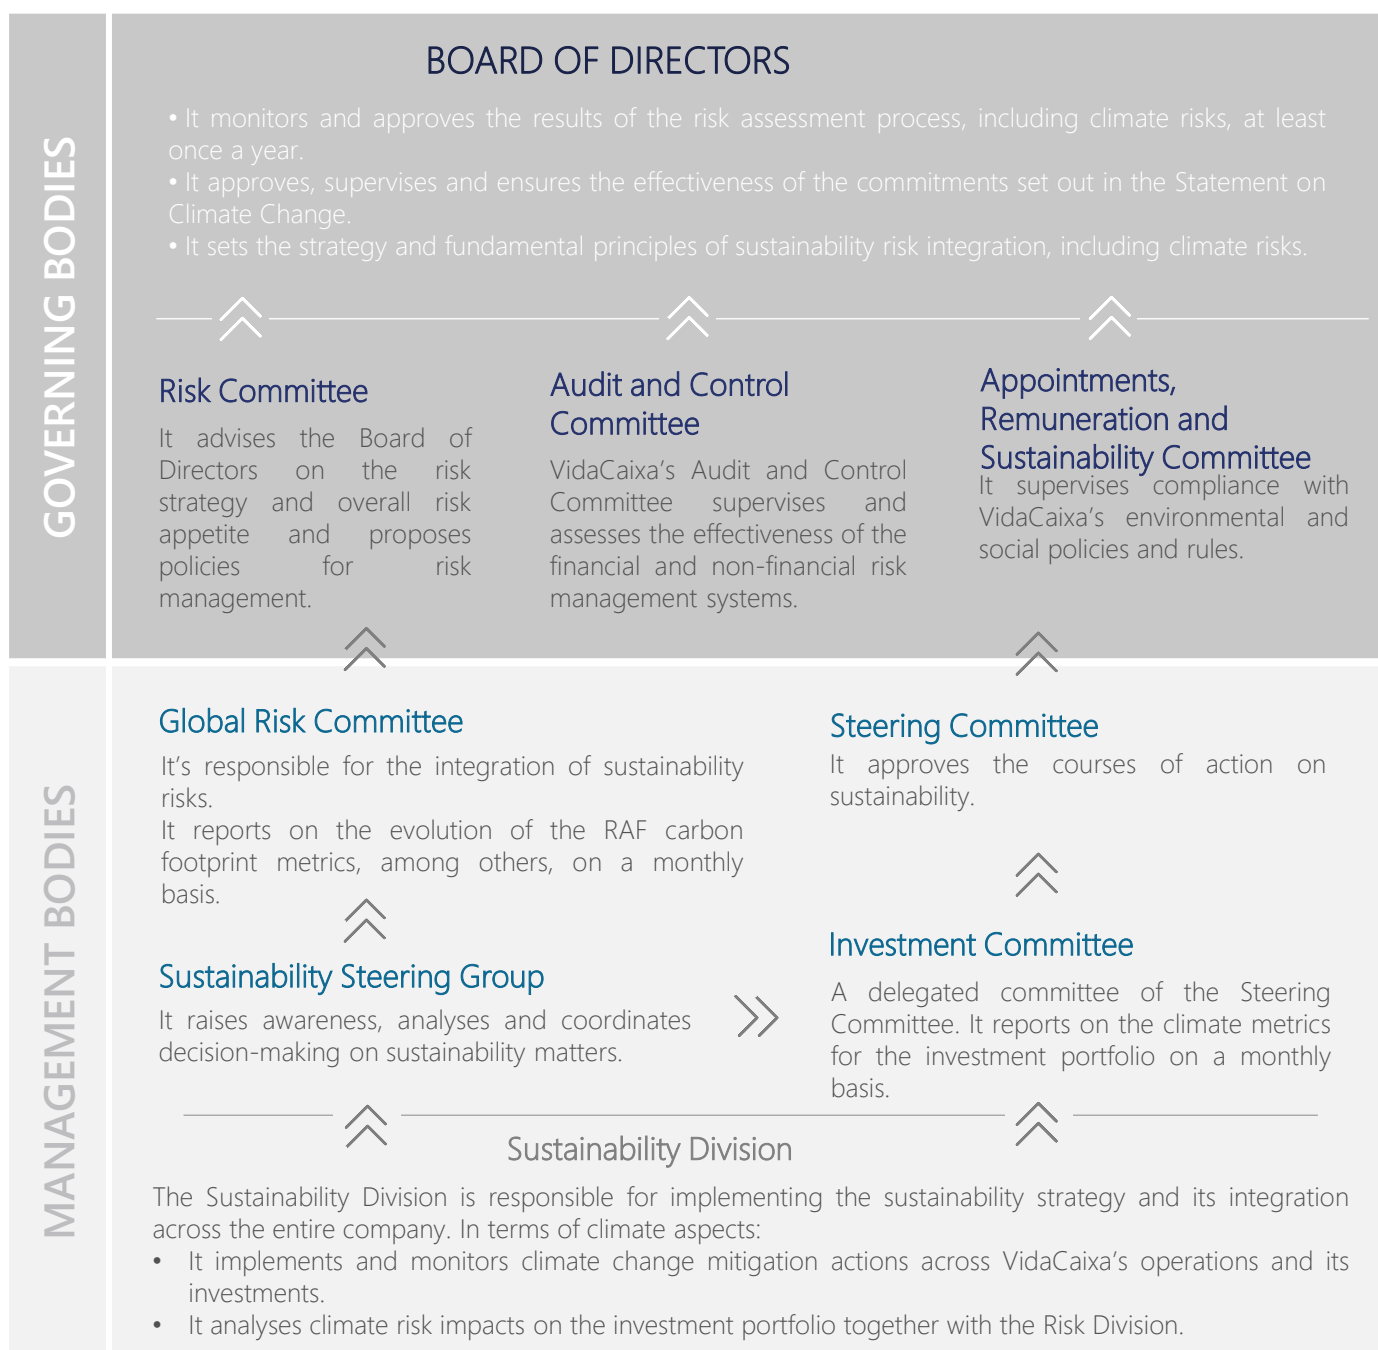 GOVERNING BODIES
BOARD OF DIRECTORS
• It monitors and approves the results of the risk assessment process, including climate risks, at least
once a year.
• It approves, supervises and ensures the effectiveness of the commitments set out in the Statement on
Climate Change.
• It sets the strategy and fundamental principles of sustainability risk integration, including climate risks.
Risk Committee
It advises the Board of
Directors on the risk
strategy and overall risk
appetite and proposes
policies for risk
management.
Audit and Control
Committee
VidaCaixa’s Audit and Control
Committee supervises and
assesses the effectiveness of the
financial and non-financial risk
management systems.
Appointments,
Remuneration and
Sustainability Committee
It supervises compliance with
VidaCaixa’s environmental and
social policies and rules.
MANAGEMENT BODIES
Global Risk Committee
It’s responsible for the integration of sustainability
risks.
It reports on the evolution of the RAF carbon
footprint metrics, among others, on a monthly
basis.
Steering Committee
It approves the courses of action on
sustainability.
Sustainability Steering Group
It raises awareness, analyses and coordinates
decision-making on sustainability matters.
Investment Committee
A delegated committee of the Steering
Committee. It reports on the climate metrics
for the investment portfolio on a monthly
basis.
Sustainability Division
The Sustainability Division is responsible for implementing the sustainability strategy and its integration
across the entire company. In terms of climate aspects:
• It implements and monitors climate change mitigation actions across VidaCaixa’s operations and its
investments.
• It analyses climate risk impacts on the investment portfolio together with the Risk Division.